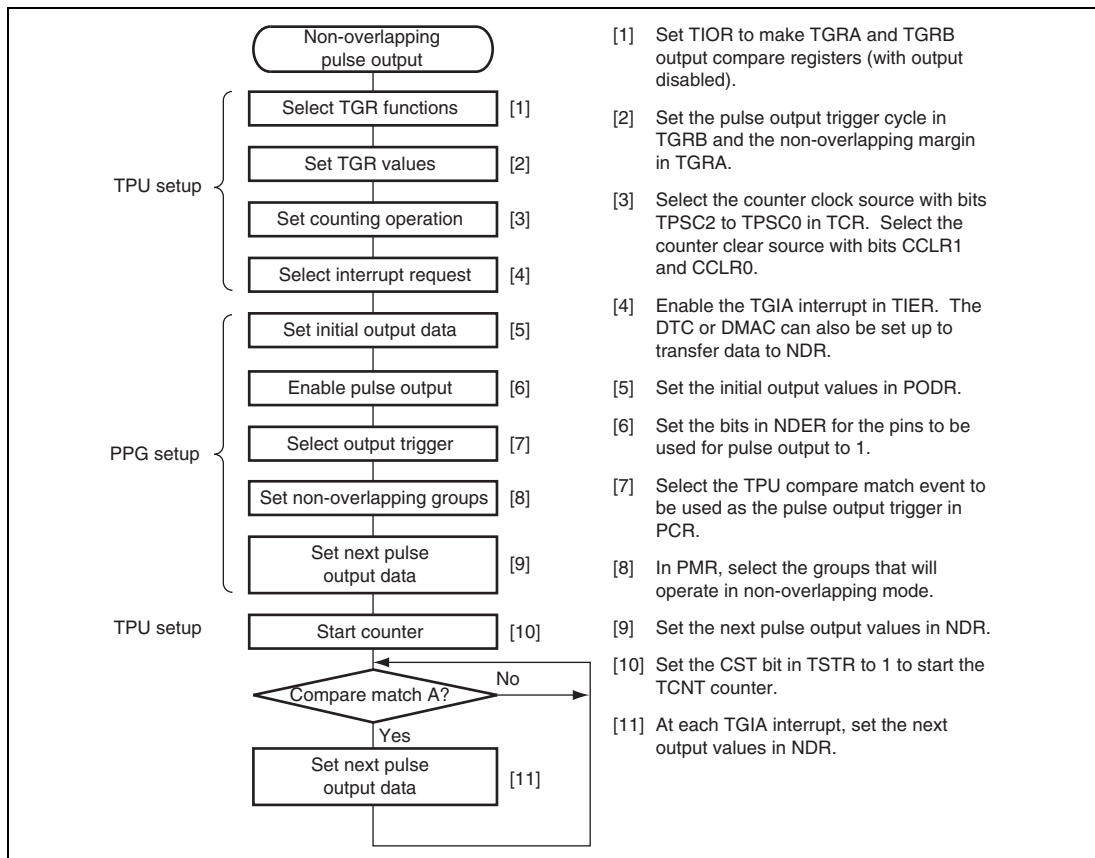 Non-overlapping
pulse output
TPU setup
Select TGR functions [1]
Set TGR values [2]
Set counting operation [3]
Select interrupt request [4]
PPG setup
Set initial output data [5]
Enable pulse output [6]
Select output trigger [7]
Set non-overlapping groups [8]
Set next pulse
output data [9]
TPU setup
Start counter [10]
Compare match A?
No
Yes
Set next pulse
output data [11]
[1] Set TIOR to make TGRA and TGRB
output compare registers (with output
disabled).
[2] Set the pulse output trigger cycle in
TGRB and the non-overlapping margin
in TGRA.
[3] Select the counter clock source with bits
TPSC2 to TPSC0 in TCR. Select the
counter clear source with bits CCLR1
and CCLR0.
[4] Enable the TGIA interrupt in TIER. The
DTC or DMAC can also be set up to
transfer data to NDR.
[5] Set the initial output values in PODR.
[6] Set the bits in NDER for the pins to be
used for pulse output to 1.
[7] Select the TPU compare match event to
be used as the pulse output trigger in
PCR.
[8] In PMR, select the groups that will
operate in non-overlapping mode.
[9] Set the next pulse output values in NDR.
[10] Set the CST bit in TSTR to 1 to start the
TCNT counter.
[11] At each TGIA interrupt, set the next
output values in NDR.